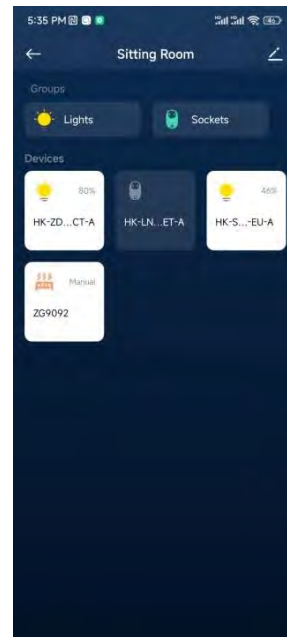 5:35 PM
Sitting Room
Groups
Lights
Sockets
Devices
80%
46%
HK-ZD...CT-A
HK-LN...ET-A
HK-S...-EU-A
Manual
ZG9092